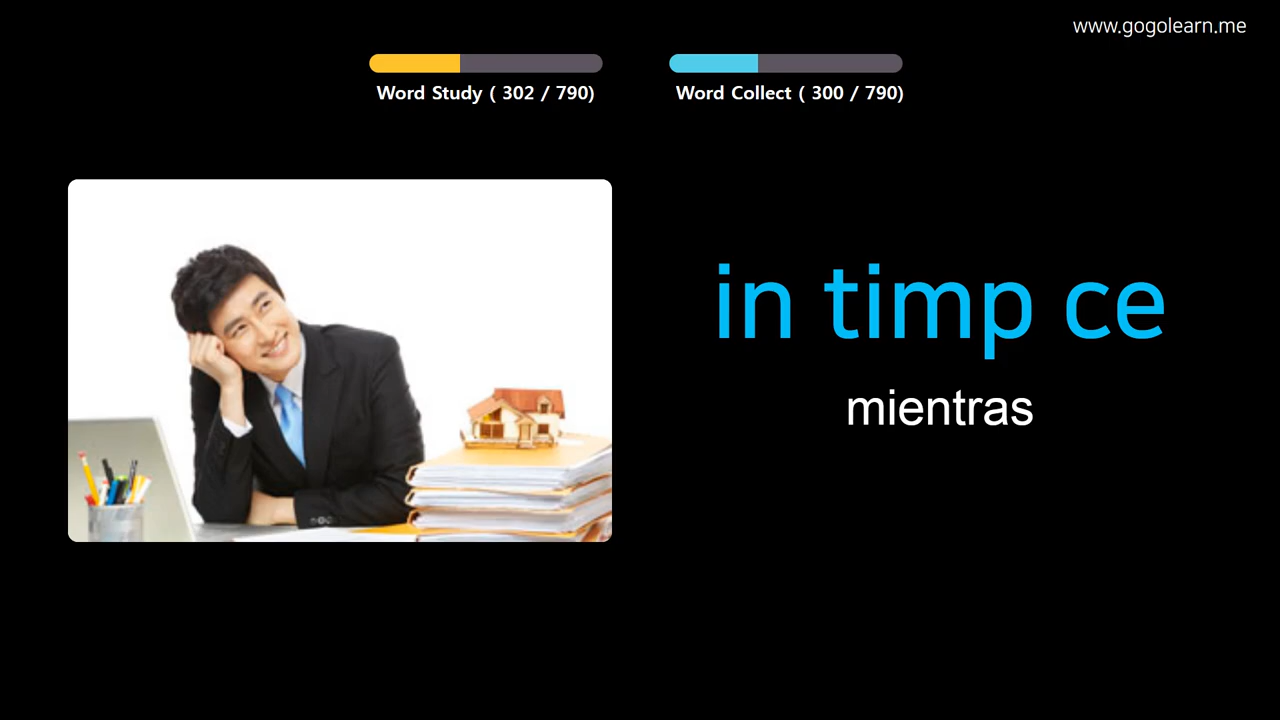 www.gogolearn.me
Word Study ( 302 / 790)
Word Collect ( 300 / 790)
in timp ce
mientras